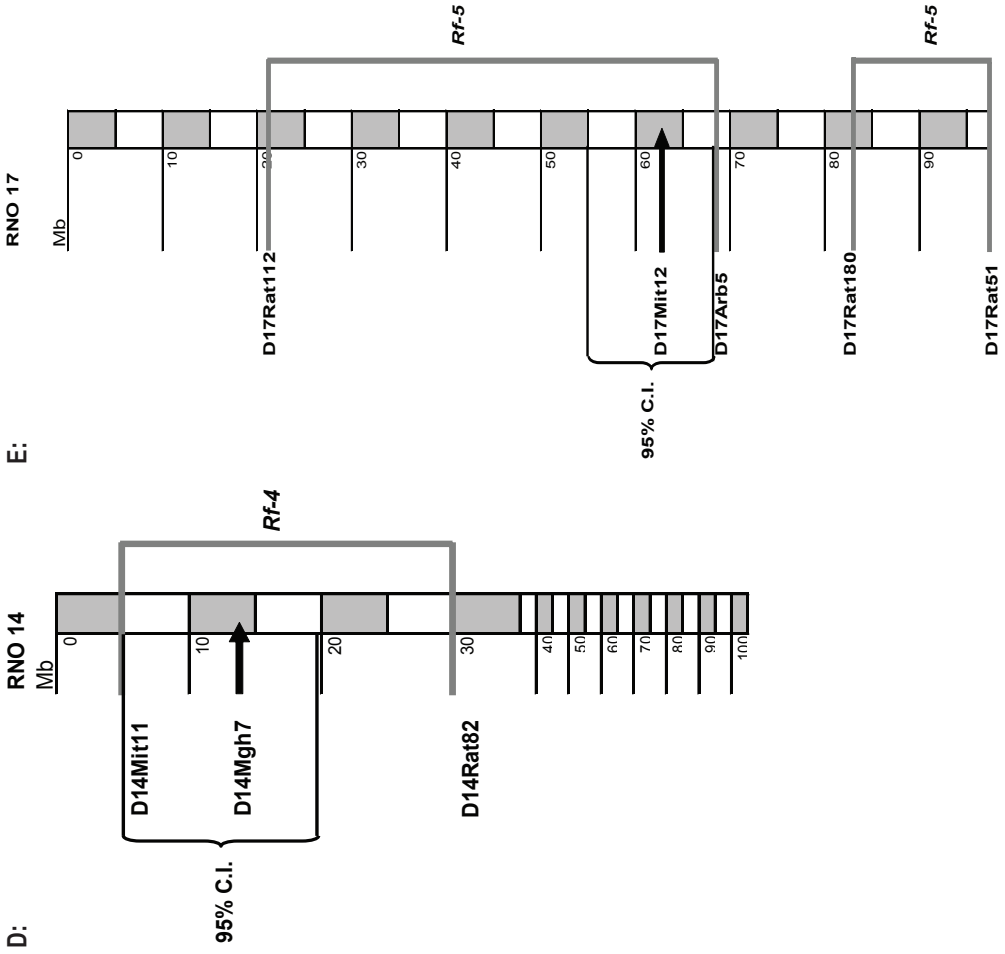 D:
RNO 14
Mb
0
10
20
30
40
50
60
70
80
90
100
D14Mit11
D14Mgh7
D14Rat82
95% C.I.
Rf-4
E:
RNO 17
Mb
0
10
20
30
40
50
60
70
80
90
D17Rat112
D17Mit12
D17Arb5
D17Rat180
D17Rat51
95% C.I.
Rf-5
Rf-5